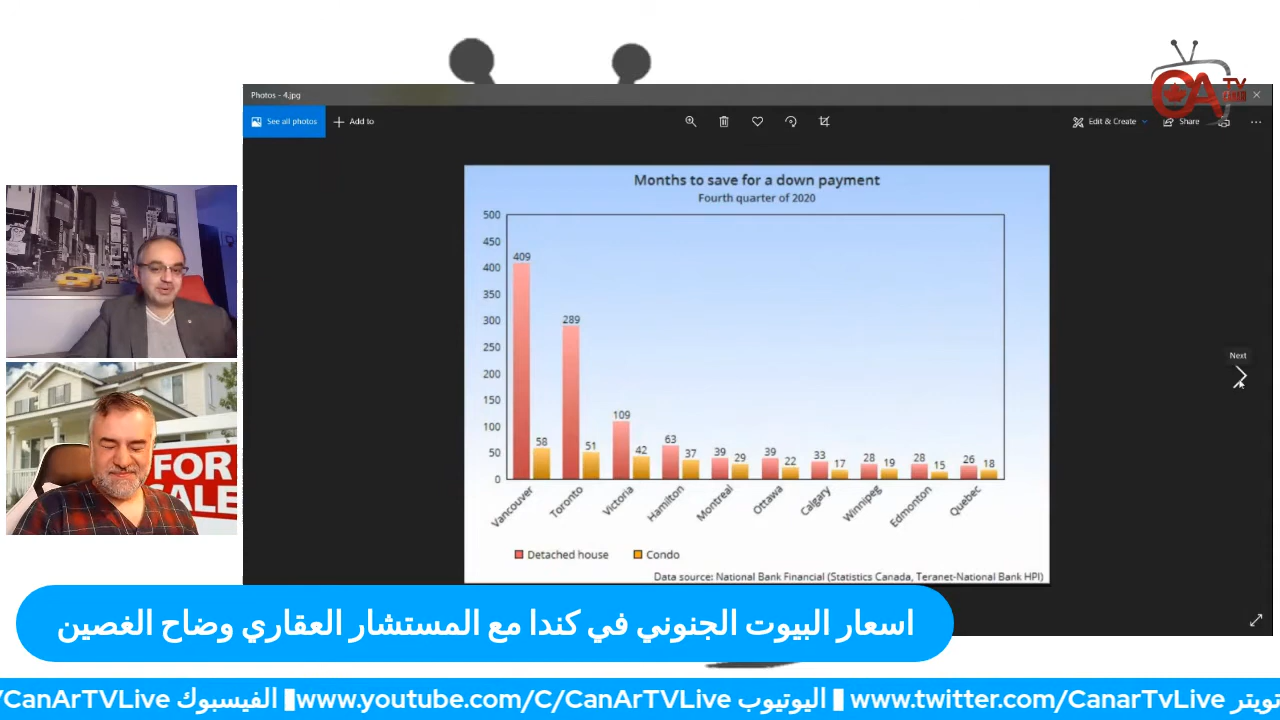 Photos - 4.jpg
See all photos
Add to
Edit & Create
Share
CA TV
CANAR
Months to save for a down payment
Fourth quarter of 2020
500
450
400
350
300
250
200
150
100
50
0
409
58
289
51
109
42
63
37
39
29
39
22
33
17
28
19
28
15
26
18
Vancouver
Toronto
Victoria
Hamilton
Montreal
Ottawa
Calgary
Winnipeg
Edmonton
Quebec
Detached house
Condo
Data source: National Bank Financial (Statistics Canada, Teranet-National Bank HPI)
Next
FOR
SALE
اسعار البيوت الجنوني في كندا مع المستشار العقاري وضاح الغصين
تويتر www.twitter.com/CanarTvLive اليوتيوب www.youtube.com/C/CanArTVLive الفيسبوك /CanArTVLive